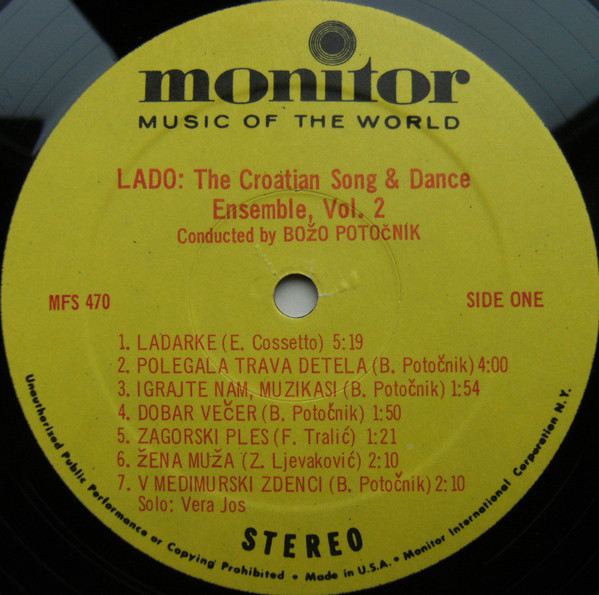 monitor
MUSIC OF THE WORLD
LADO: The Croatian Song & Dance
Ensemble, Vol. 2
Conducted by BOŽO POTOČNIK
MFS 470
SIDE ONE
1. LADARKE (E. Cossetto) 5:19
2. POLEGALA TRAVA DETELA (B. Potočnik) 4:00
3. IGRAJTE NAM, MUZIKASI (B. Potočnik) 1:54
4. DOBAR VEČER (B. Potočnik) 1:50
5. ZAGORSKI PLES (F. Tralić) 1:21
6. ŽENA MUŽA (Z. Ljevaković) 2:10
7. V MEDIMURSKI ZDENCI (B. Potočnik) 2:10
Solo: Vera Jos
STEREO
Unauthorized Public Performance or Copying Prohibited • Made in U.S.A. • Monitor International Corporation N.Y.